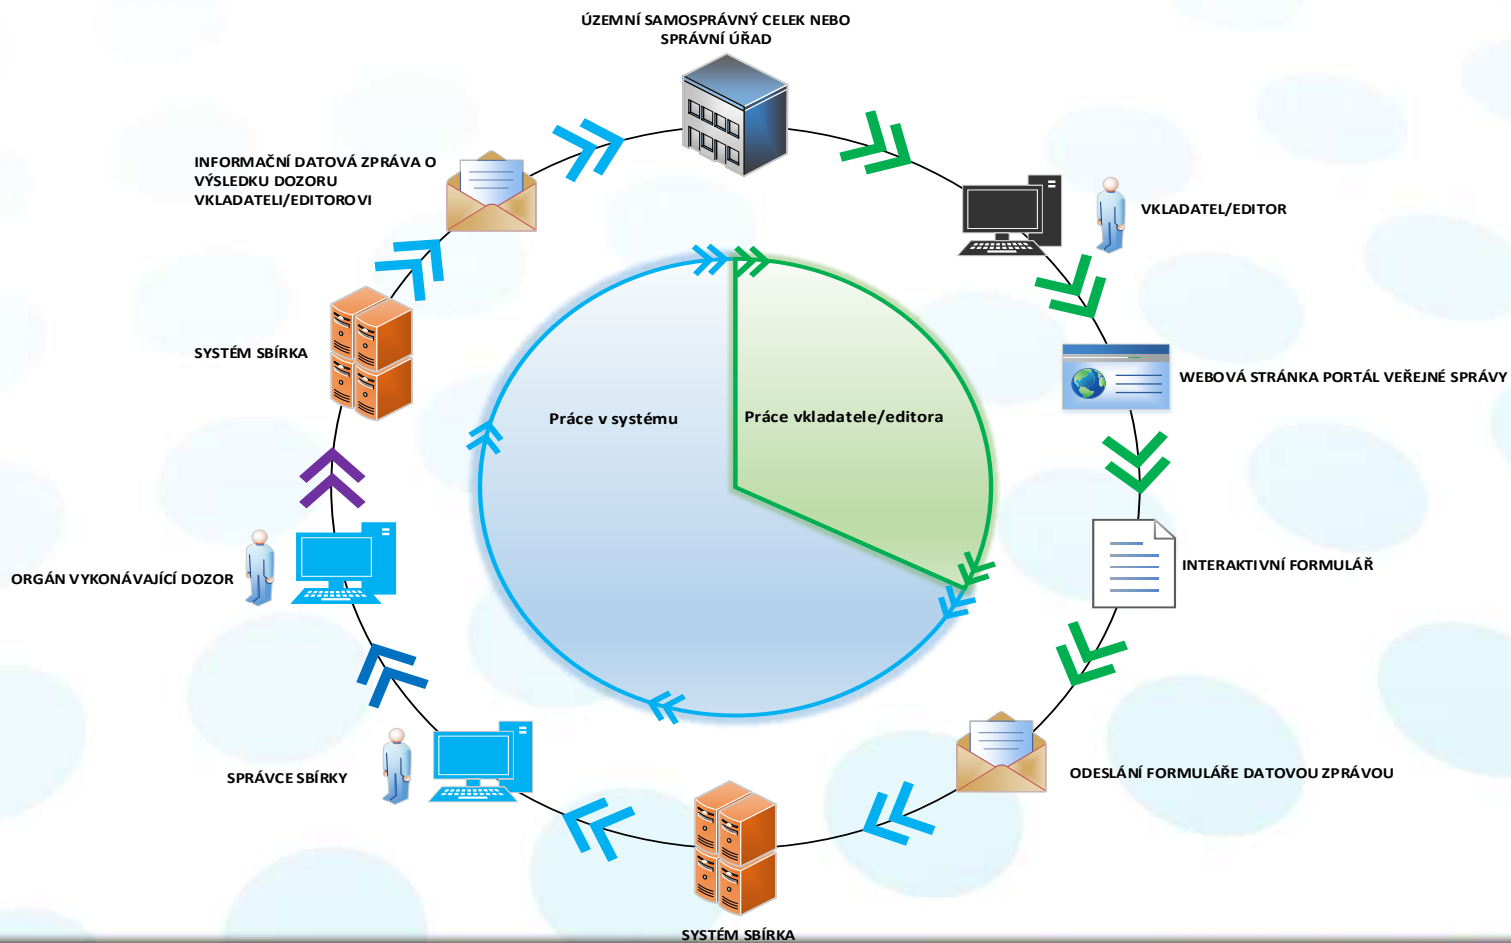 ÚZEMNÍ SAMOSPRÁVNÝ CELEK NEBO
SPRÁVNÍ ÚŘAD
INFORMAČNÍ DATOVÁ ZPRÁVA O
VÝSLEDKU DOZORU
VKLADATELI/EDITOROVI
VKLADATEL/EDITOR
SYSTÉM SBÍRKA
WEBOVÁ STRÁNKA PORTÁL VEŘEJNÉ SPRÁVY
Práce v systému
Práce vkladatele/editora
ORGÁN VYKONÁVAJÍCÍ DOZOR
INTERAKTIVNÍ FORMULÁŘ
SPRÁVCE SBÍRKY
ODESLÁNÍ FORMULÁŘE DATOVOU ZPRÁVOU
SYSTÉM SBÍRKA